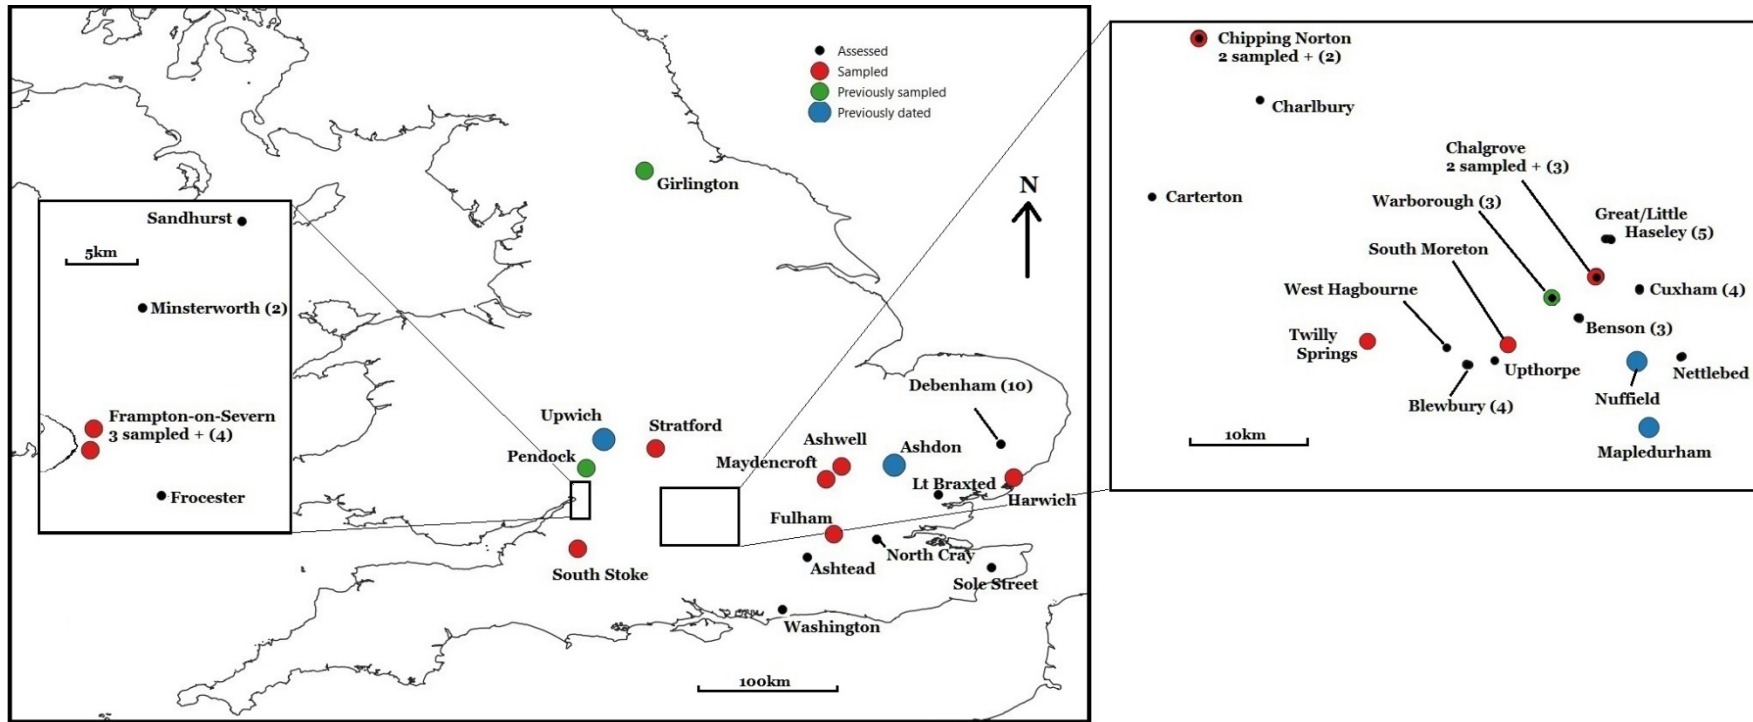 Assessed
Sampled
Previously sampled
Previously dated
Girlington
N
Sandhurst
5km
Minsterworth (2)
Frampton-on-Severn
3 sampled + (4)
Frocester
Upwich
Pendock
Stratford
South Stoke
Debenham (10)
Ashwell
Maydencroft
Ashdon
Lt Braxted
Harwich
Fulham
North Cray
Ashtead
Sole Street
Washington
100km
Chipping Norton
2 sampled + (2)
Charlbury
Carterton
Chalgrove
2 sampled + (3)
Warborough (3)
Great/Little
Haseley (5)
South Moreton
West Hagbourne
Cuxham (4)
Benson (3)
Twilly
Springs
Upthorpe
Nettlebed
Blewbury (4)
Nuffield
10km
Mapledurham